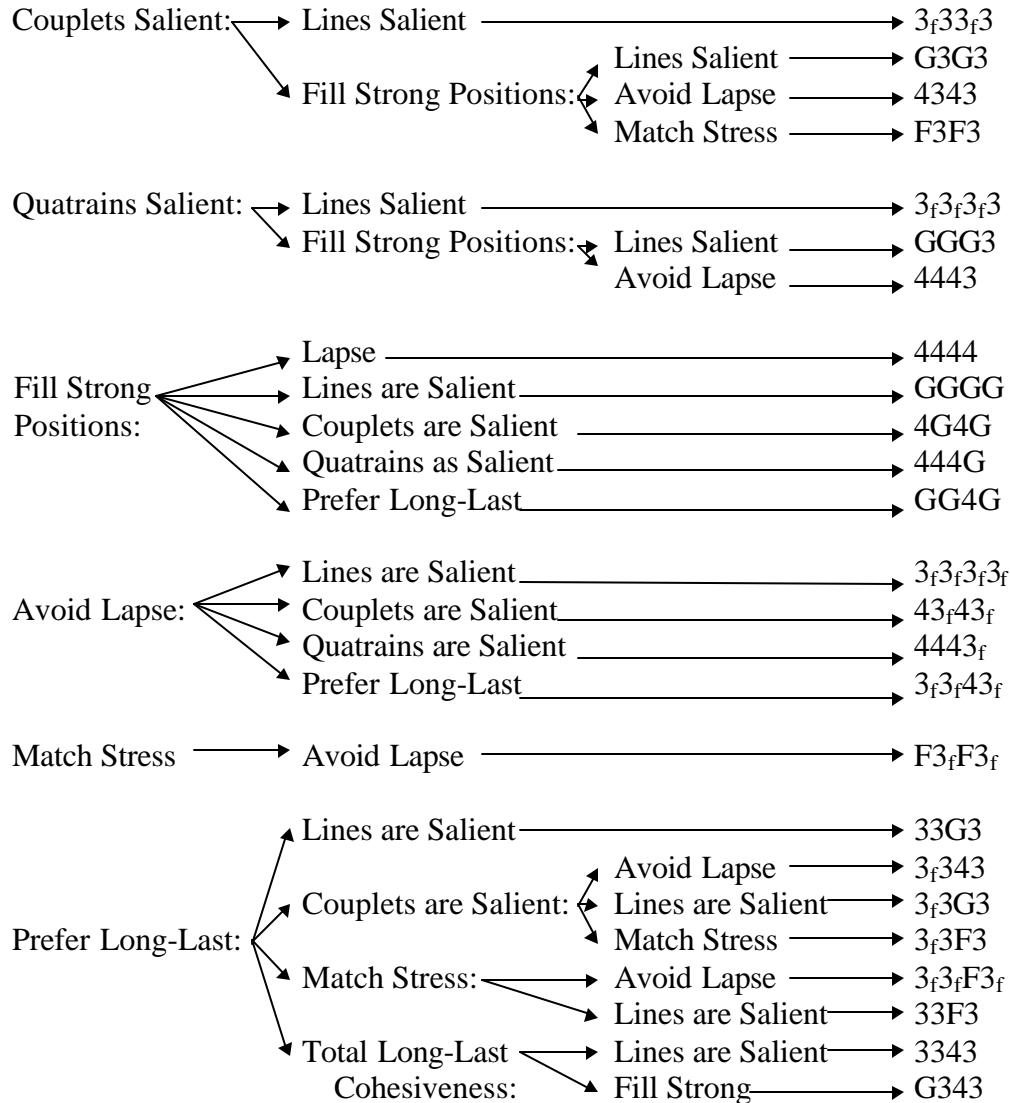 Couplets Salient: Lines Salient 3f33f3
Lines Salient G3G3
Fill Strong Positions: Avoid Lapse 4343
Match Stress F3F3
Quatrains Salient: Lines Salient 3f3f3f3
Fill Strong Positions: Lines Salient GGG3
Avoid Lapse 4443
Lapse 4444
Fill Strong Lines are Salient GGGG
Positions: Couplets are Salient 4G4G
Quatrains as Salient 444G
Prefer Long-Last GG4G
Lines are Salient 3f3f3f3f
Avoid Lapse: Couplets are Salient 43f43f
Quatrains are Salient 4443f
Prefer Long-Last 3f3f43f
Match Stress Avoid Lapse F3fF3f
Lines are Salient 33G3
Avoid Lapse 3f343
Couplets are Salient: Lines are Salient 3f3G3
Prefer Long-Last: Match Stress 3f3F3
Match Stress: Avoid Lapse 3f3fF3f
Lines are Salient 33F3
Total Long-Last Lines are Salient 3343
Cohesiveness: Fill Strong G343